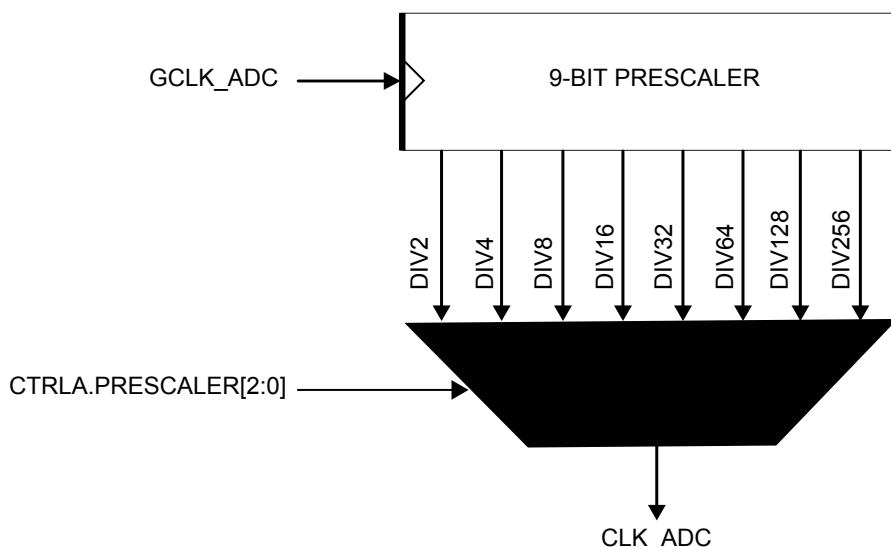 GCLK_ADC
9-BIT PRESCALER
DIV2
DIV4
DIV8
DIV16
DIV32
DIV64
DIV128
DIV256
CTRLA.PRESCALER[2:0]
CLK_ADC